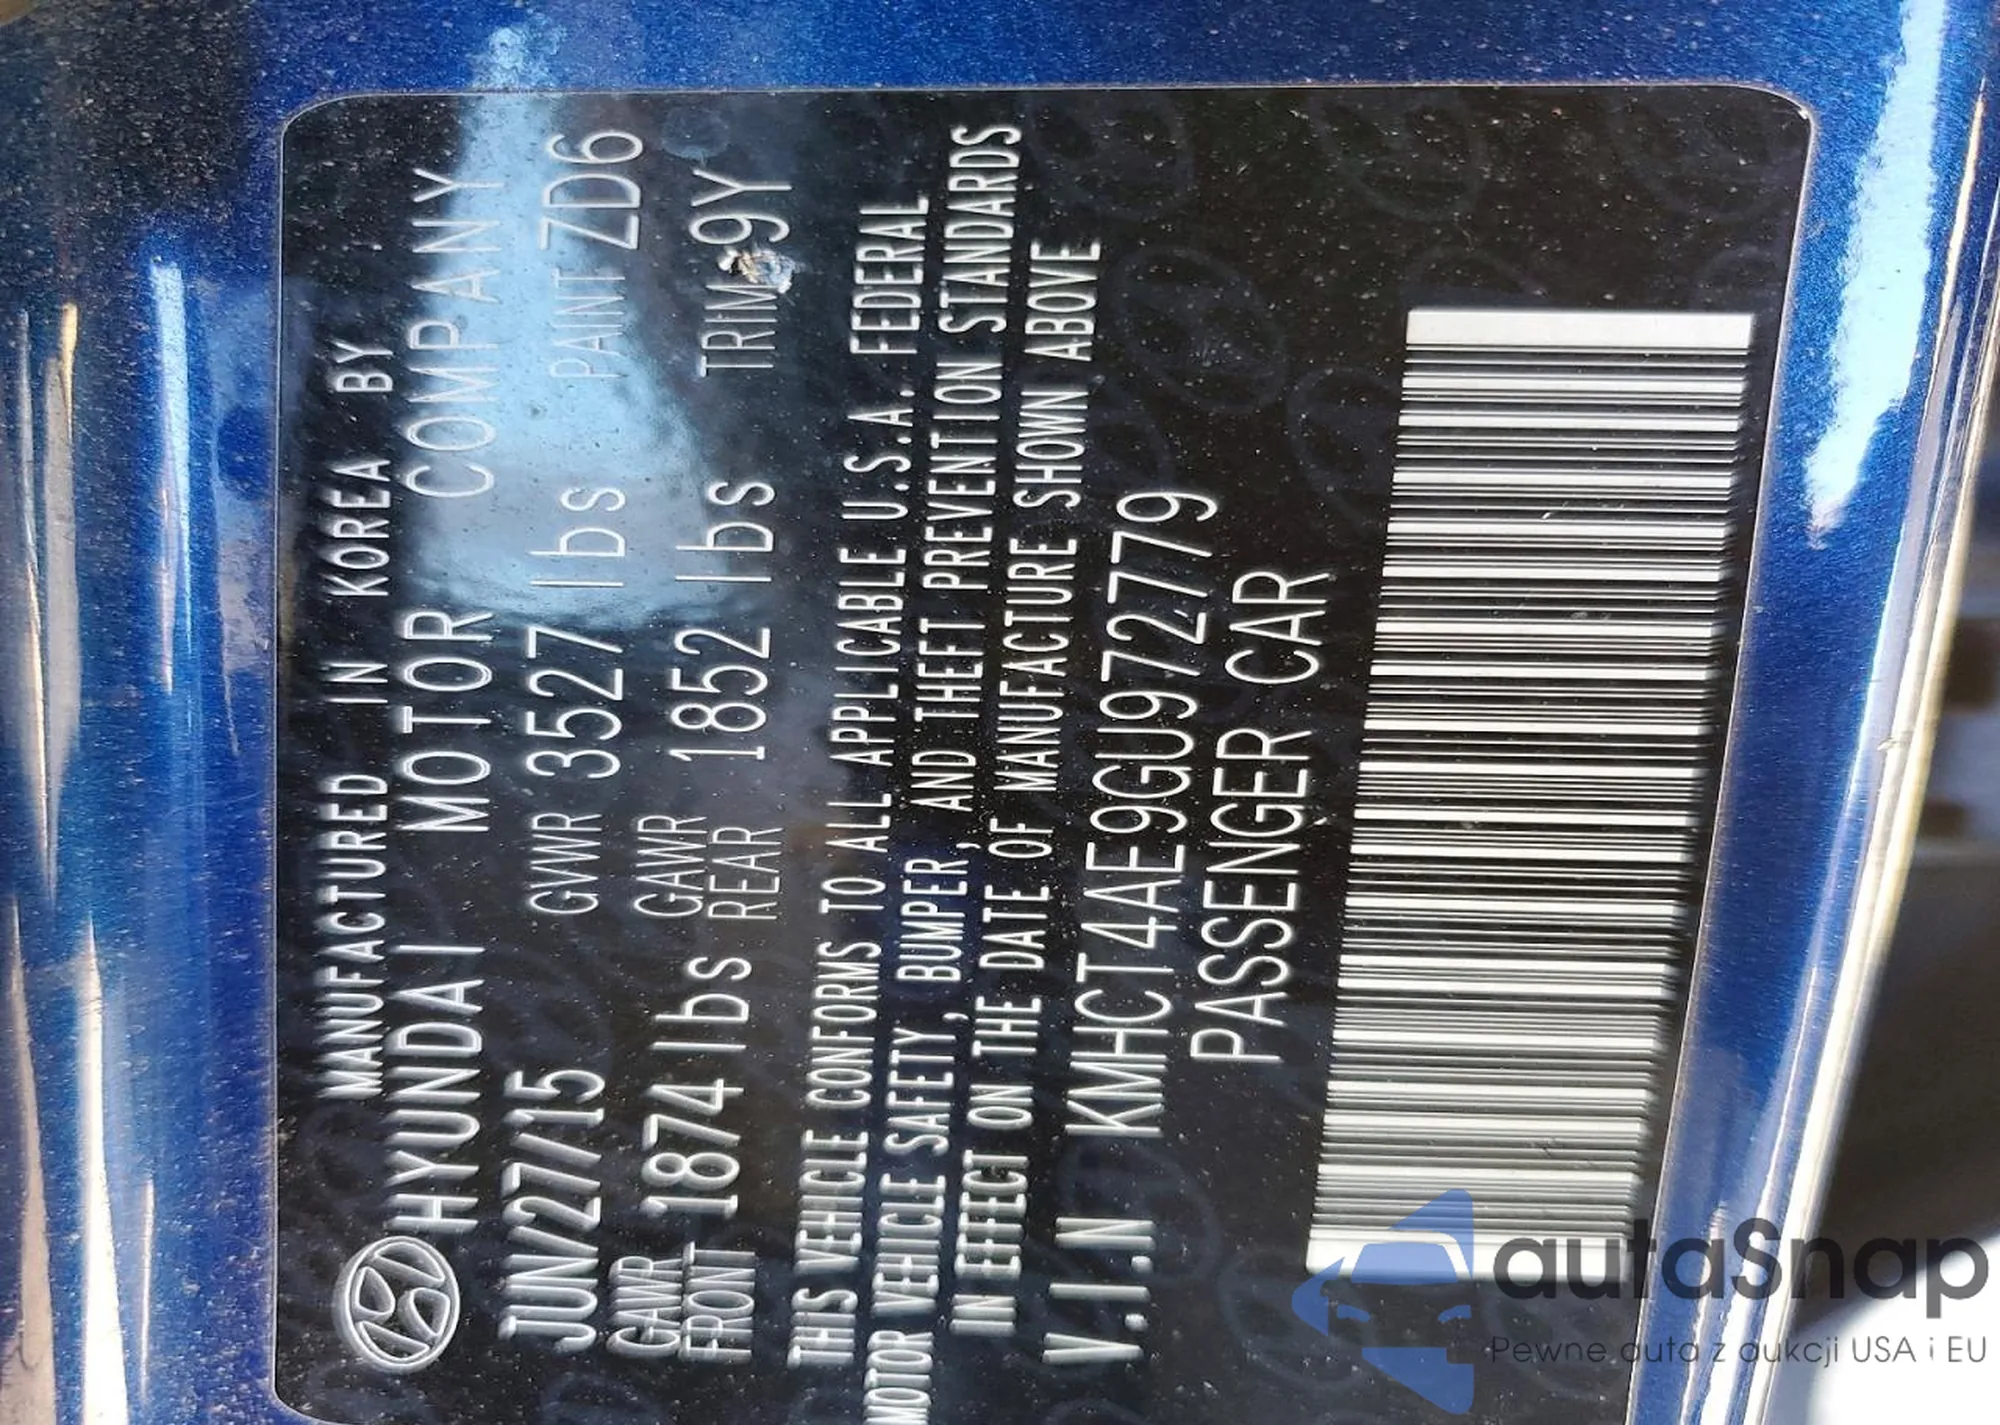 MANUFACTURED IN KOREA BY
HYUNDAI MOTOR COMPANY
JUN/27/15 GVWR 3527 lbs PAINT ZD6
GAWR FRONT 1874 lbs GAWR REAR 1852 lbs TRIM 9Y
THIS VEHICLE CONFORMS TO ALL APPLICABLE U.S.A. FEDERAL
MOTOR VEHICLE SAFETY, BUMPER, AND THEFT PREVENTION STANDARDS
IN EFFECT ON THE DATE OF MANUFACTURE SHOWN ABOVE
V.I.N KMHCT4AE9GU972779
PASSENGER CAR
autaSnap
Pewne auta z aukcji USA i EU